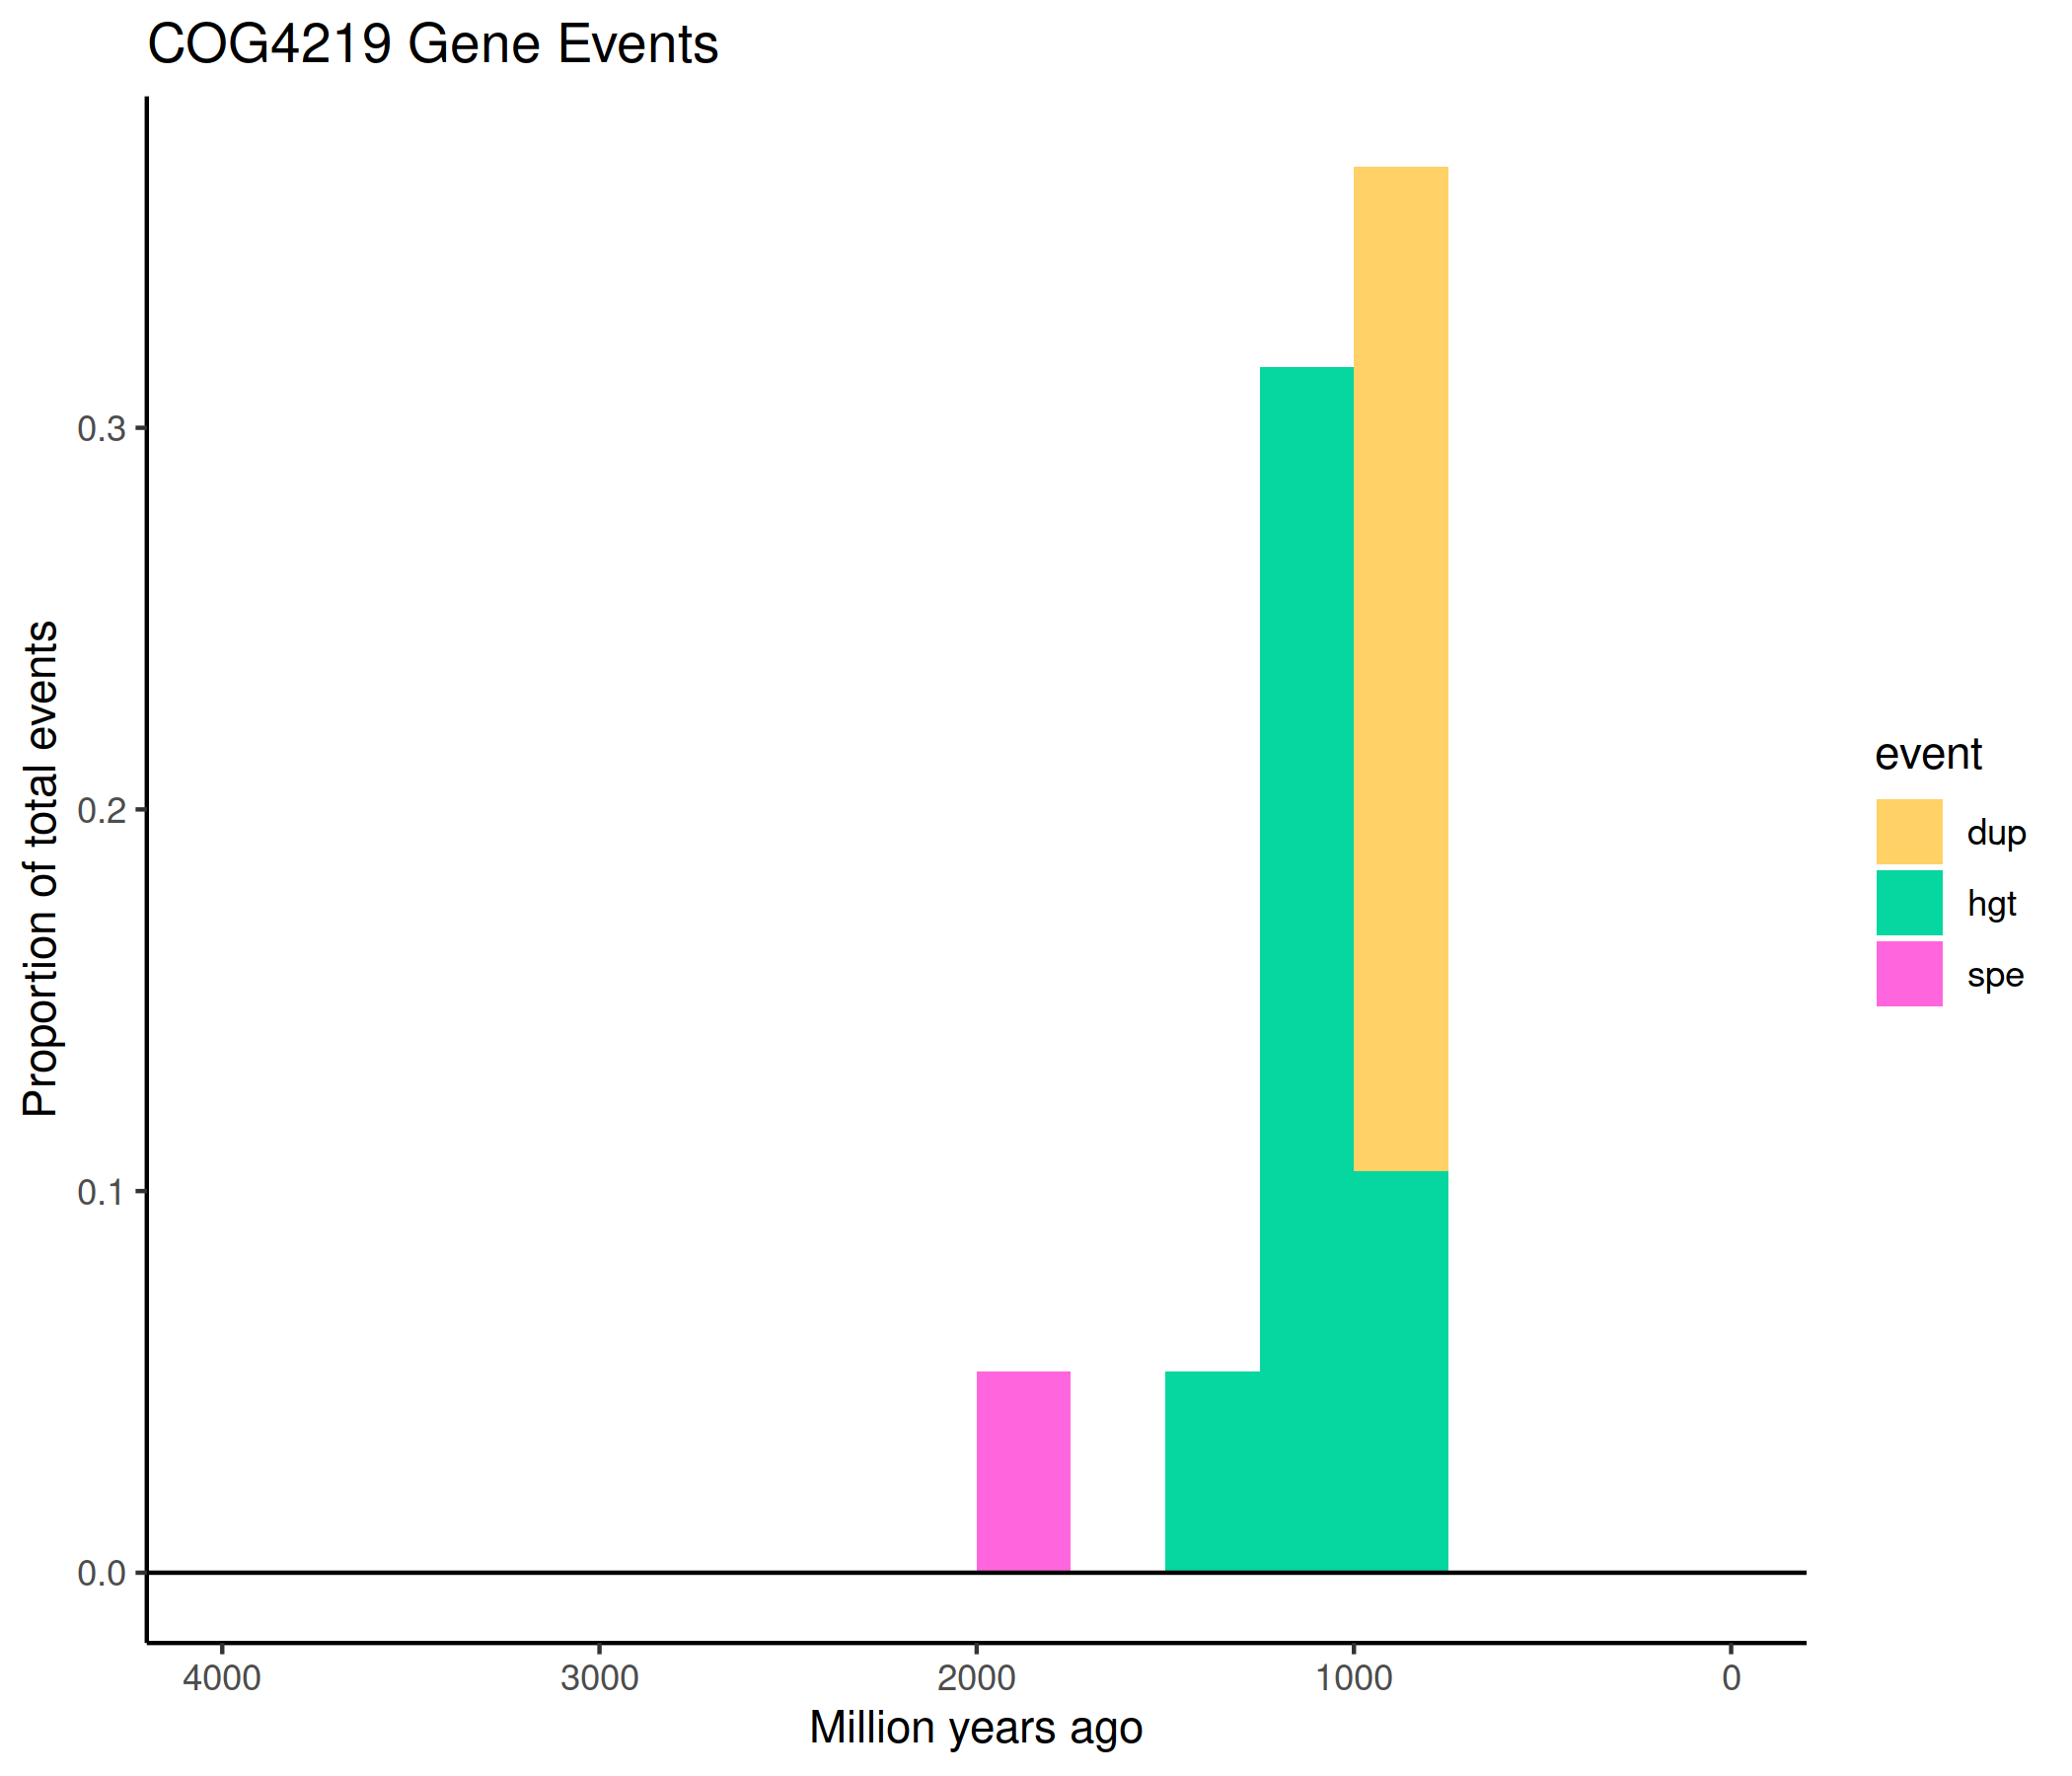 COG4219 Gene Events
Proportion of total events
0.3
0.2
0.1
0.0
4000 3000 2000 1000 0
Million years ago
event
dup
hgt
spe